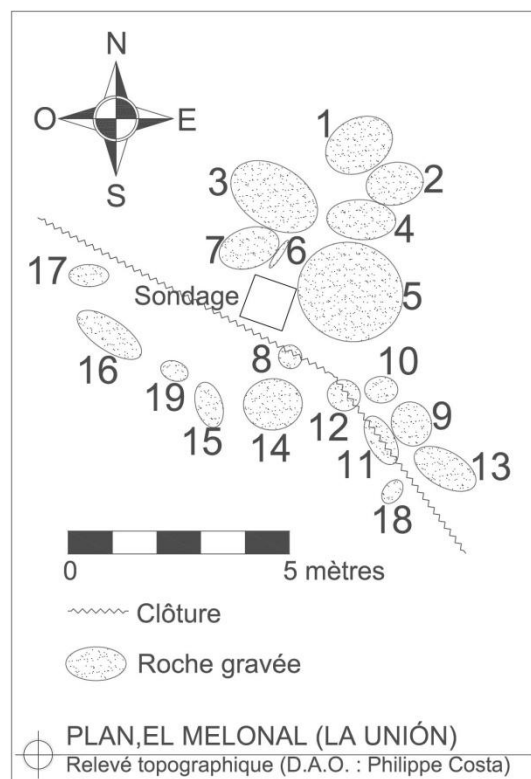 N
O E
S
1
2
3
4
7 6
17
Sondage
5
8
10
16
19
12
9
15
14
11
13
18
0 5 mètres
Clôture
Roche gravée
PLAN,EL MELONAL (LA UNIÓN)
Relevé topographique (D.A.O. : Philippe Costa)